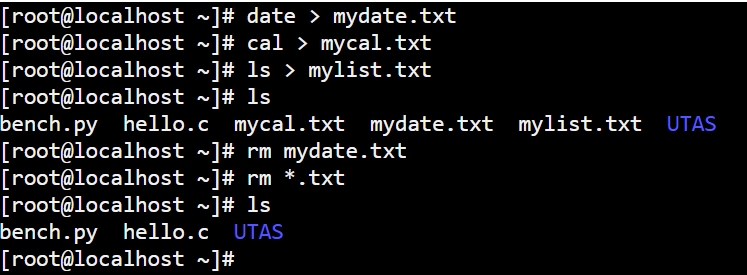 [root@localhost ~]# date > mydate.txt
[root@localhost ~]# cal > mycal.txt
[root@localhost ~]# ls > mylist.txt
[root@localhost ~]# ls
bench.py  hello.c  mycal.txt  mydate.txt  mylist.txt  UTAS
[root@localhost ~]# rm mydate.txt
[root@localhost ~]# rm *.txt
[root@localhost ~]# ls
bench.py  hello.c  UTAS
[root@localhost ~]#